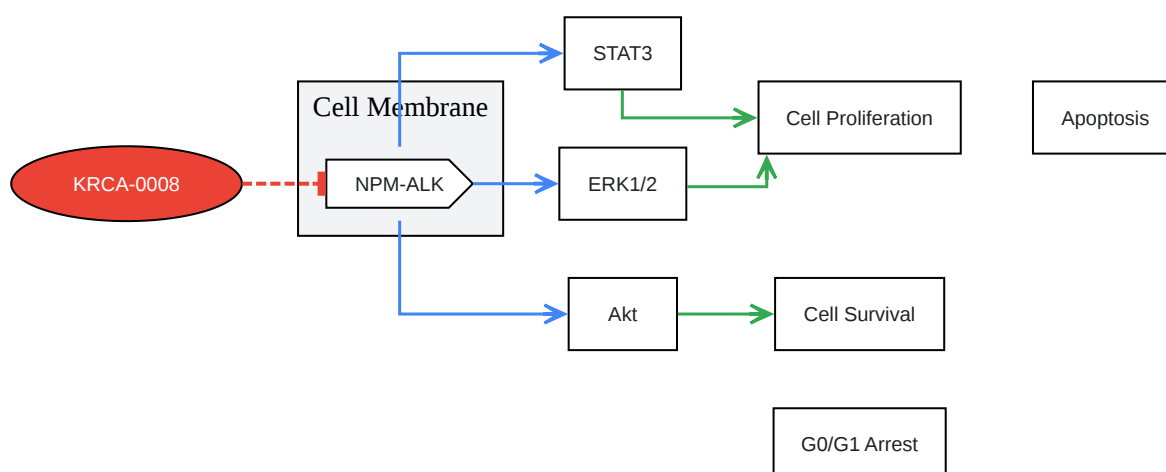 STAT3
Cell Membrane
Cell Proliferation
Apoptosis
KRCA-0008
NPM-ALK
ERK1/2
Akt
Cell Survival
G0/G1 Arrest